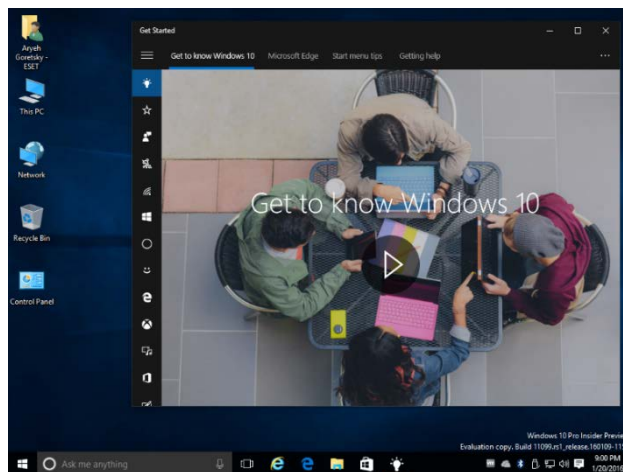 Aryeh
Goretsky -
ESET
This PC
Network
Recycle Bin
Control Panel
Get Started
Get to know Windows 10 Microsoft Edge Start menu tips Getting help
Get to know Windows 10
Windows 10 Pro Insider Previe
Evaluation copy. Build 11099.rs1_release.160109-115
Ask me anything
9:00 PM
1/20/2016